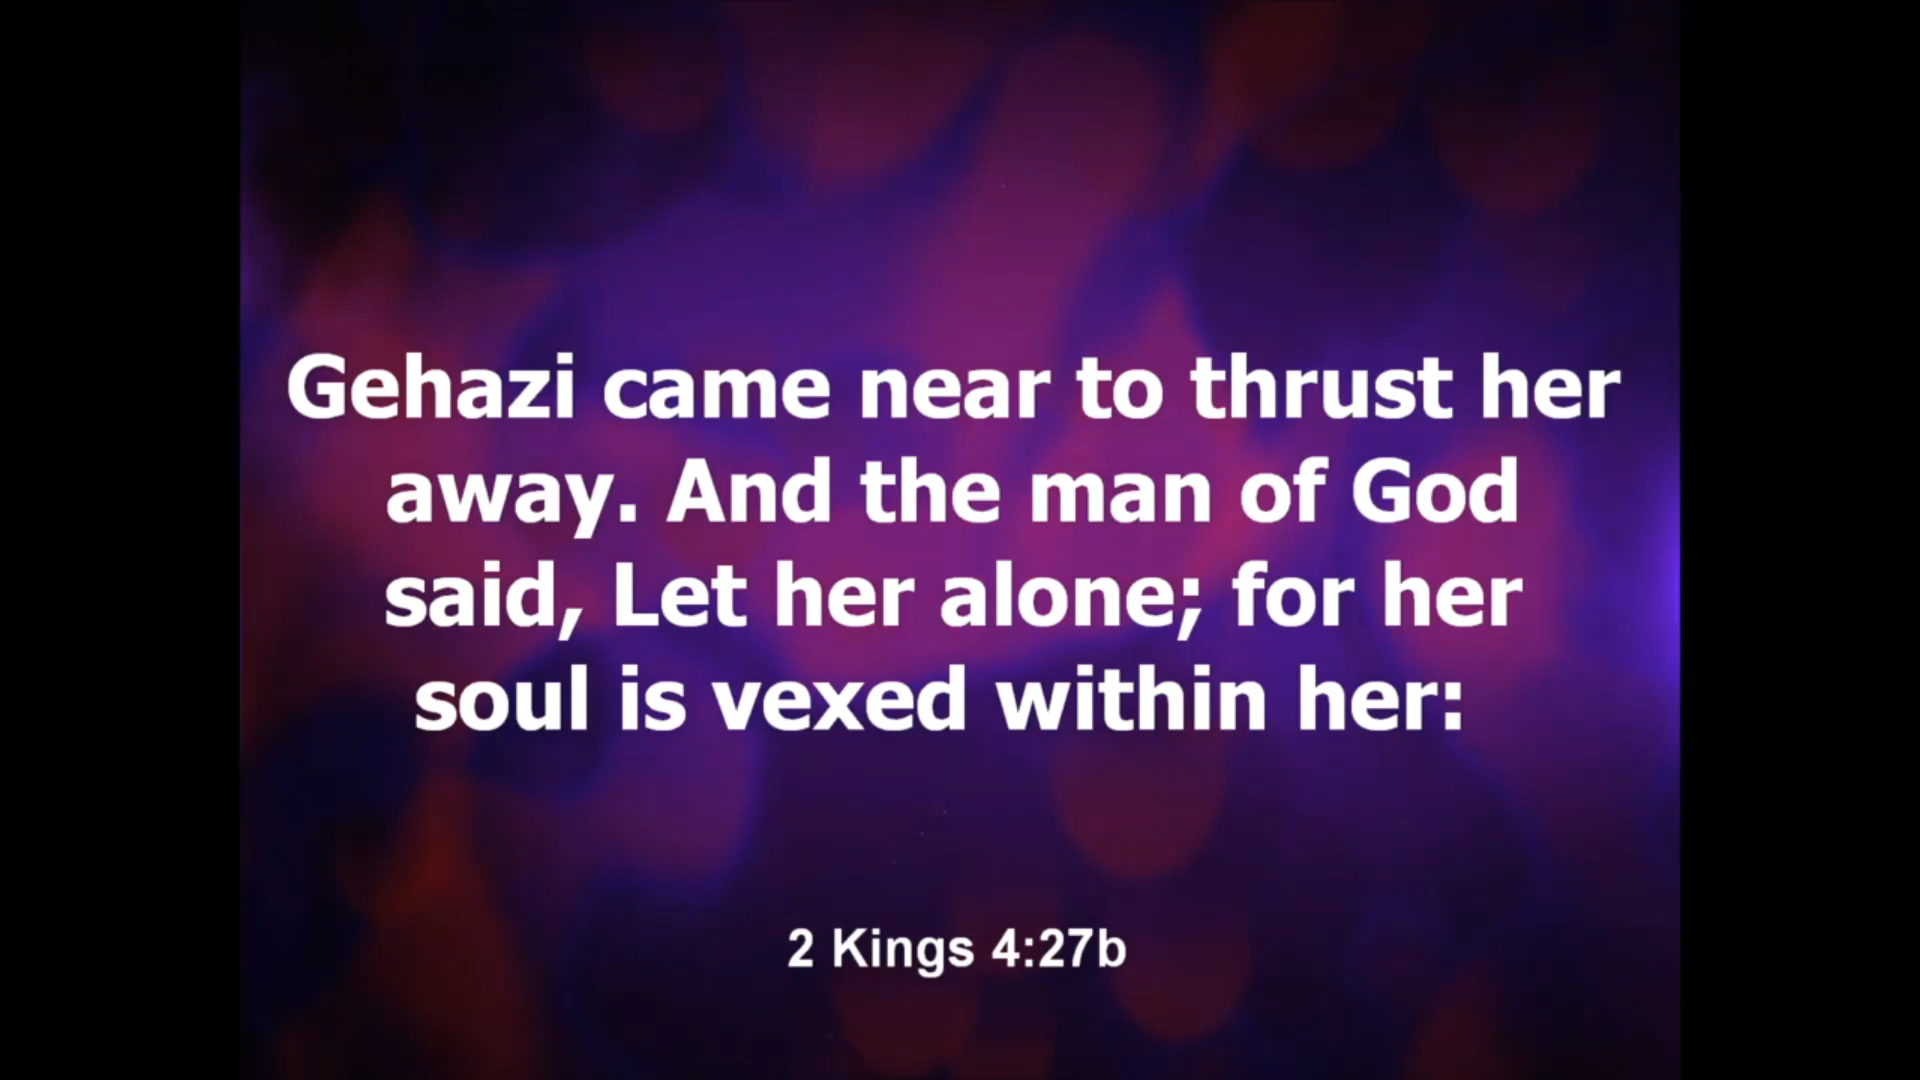 Gehazi came near to thrust her
away. And the man of God
said, Let her alone; for her
soul is vexed within her:
2 Kings 4:27b